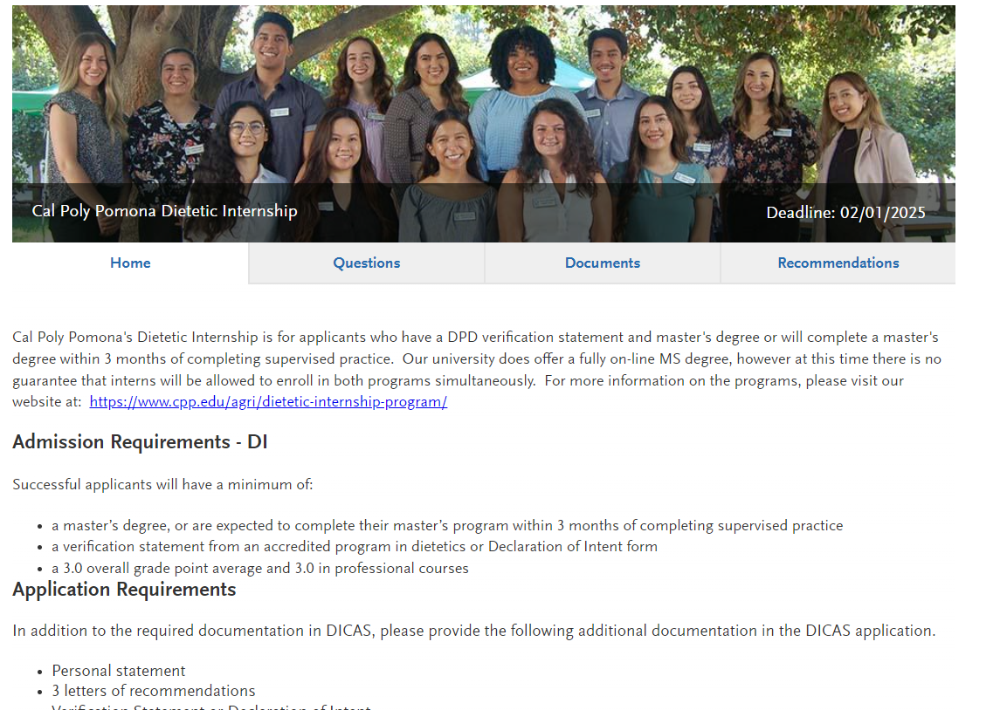 Cal Poly Pomona Dietetic Internship
Deadline: 02/01/2025
Home
Questions
Documents
Recommendations
Cal Poly Pomona's Dietetic Internship is for applicants who have a DPD verification statement and master's degree or will complete a master's
degree within 3 months of completing supervised practice.  Our university does offer a fully on-line MS degree, however at this time there is no
guarantee that interns will be allowed to enroll in both programs simultaneously.  For more information on the programs, please visit our
website at:  https://www.cpp.edu/agri/dietetic-internship-program/
Admission Requirements - DI
Successful applicants will have a minimum of:
• a master's degree, or are expected to complete their master's program within 3 months of completing supervised practice
• a verification statement from an accredited program in dietetics or Declaration of Intent form
• a 3.0 overall grade point average and 3.0 in professional courses
Application Requirements
In addition to the required documentation in DICAS, please provide the following additional documentation in the DICAS application.
• Personal statement
• 3 letters of recommendations
Verification Statement or Declaration of Intent